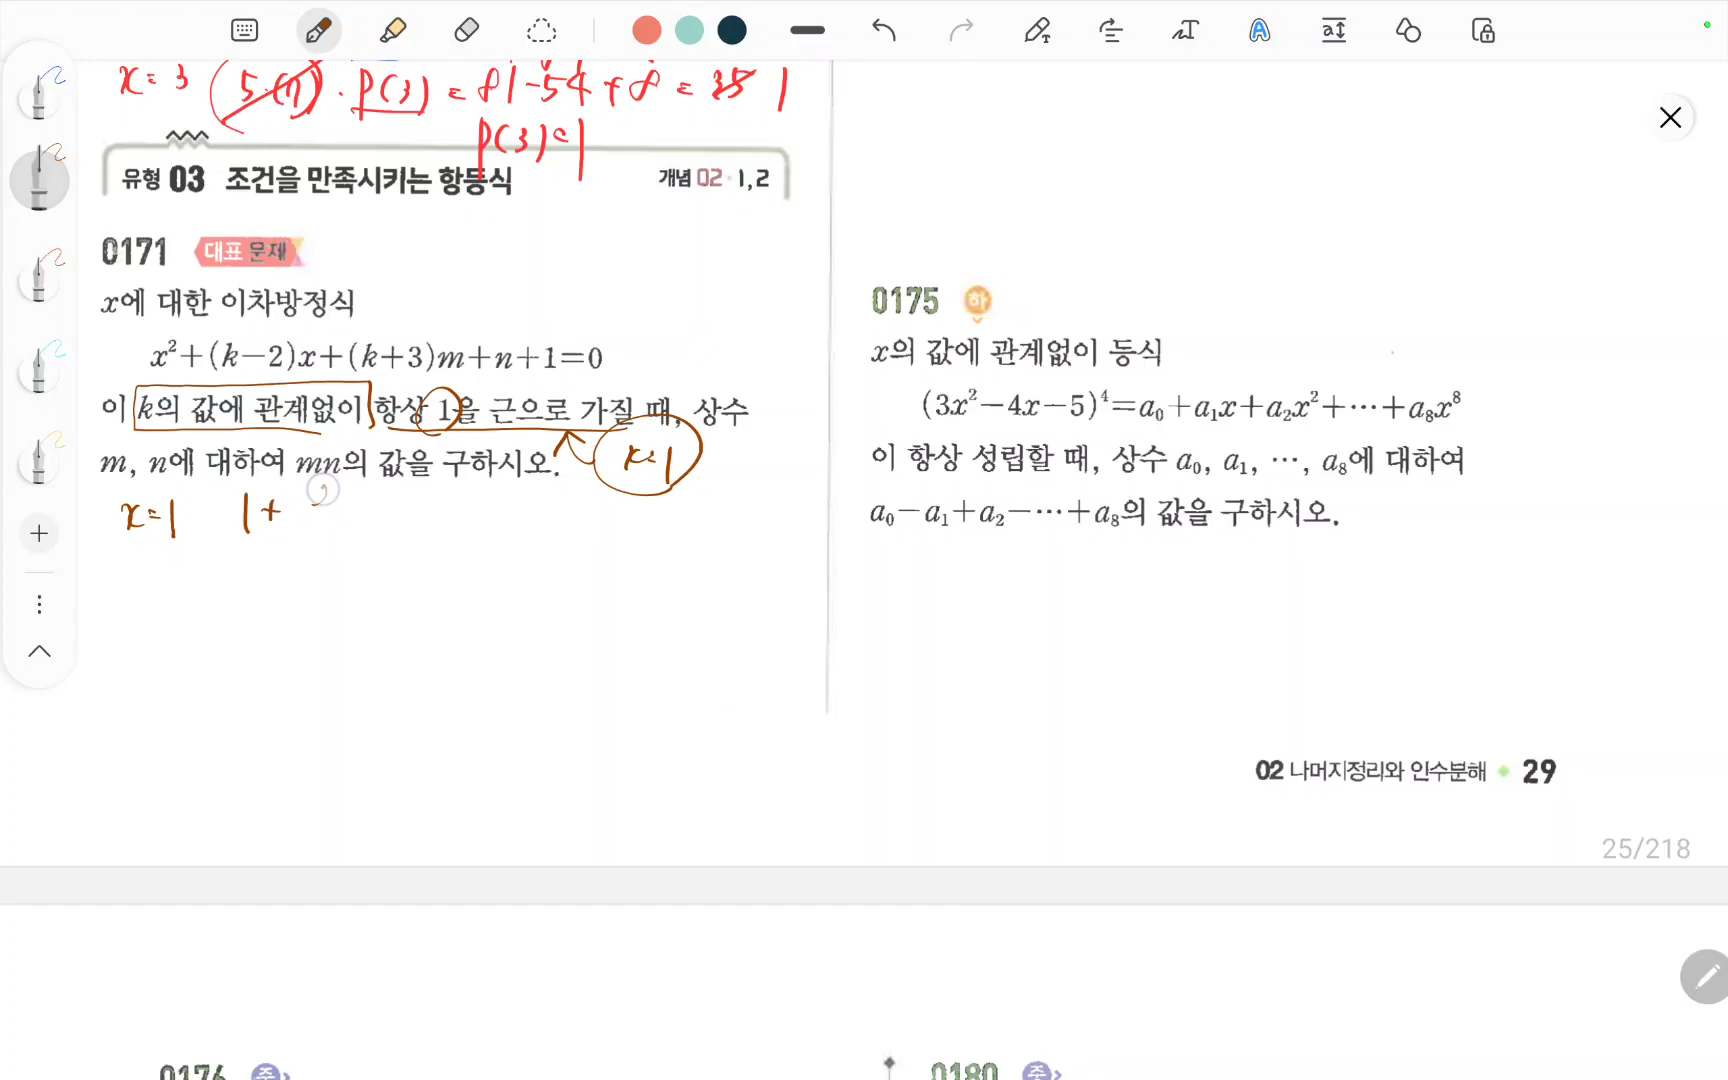 x=3 (5·(7))·P(3) = 81-54+8 = 35 1
P(3)=1
유형 03 조건을 만족시키는 항등식 개념 02·1, 2
0171 대표 문제
x에 대한 이차방정식
x²+(k-2)x+(k+3)m+n+1=0
이 k의 값에 관계없이 항상 1을 근으로 가질 때, 상수
m, n에 대하여 mn의 값을 구하시오. x=1
x=1 1+
0175 하
x의 값에 관계없이 등식
(3x²-4x-5)⁴=a₀+a₁x+a₂x²+⋯+a₈x⁸
이 항상 성립할 때, 상수 a₀, a₁, ⋯, a₈에 대하여
a₀-a₁+a₂-⋯+a₈의 값을 구하시오.
02 나머지정리와 인수분해 29
25/218
0176 중
0180 중